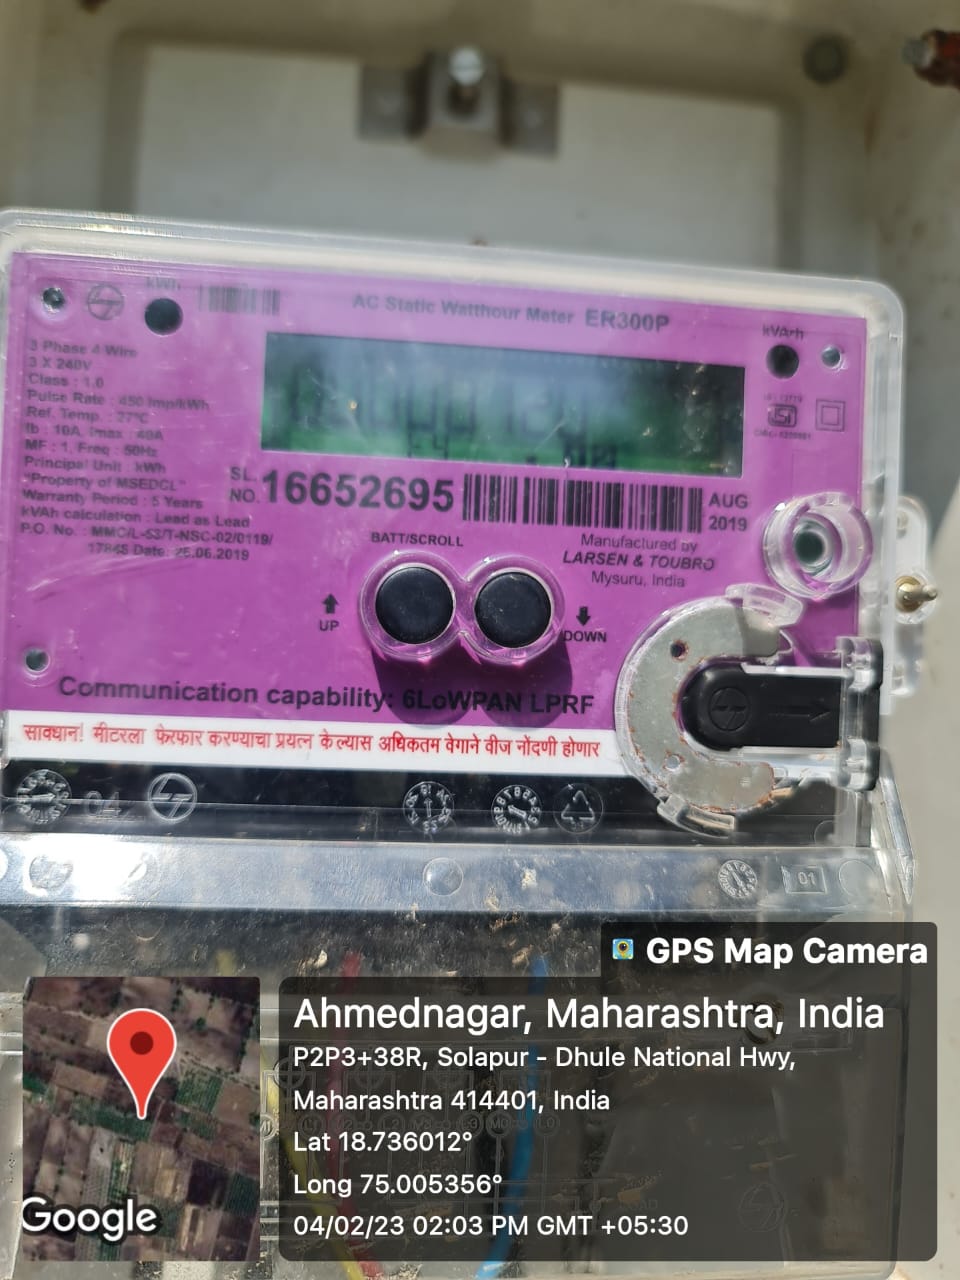 kWh
AC Static Watthour Meter ER300P
kVArh
3 Phase 4 Wire
3 X 240V
Class : 1.0
Pulse Rate : 450 Imp/kWh
Ref. Temp. : 27°C
Ib : 10A, Imax : 40A
MF : 1, Freq : 50Hz
Principal Unit : kWh
"Property of MSEDCL"
Warranty Period : 5 Years
kVAh calculation : Lead as Lead
P.O. No. : MMC/L-53/T-NSC-02/0119/
17845 Date: 25.06.2019
SL.
NO. 16652695
AUG
2019
BATT/SCROLL
Manufactured by
LARSEN & TOUBRO
Mysuru, India
UP
DOWN
Communication capability: 6LoWPAN LPRF
सावधान! मीटरला फेरफार करण्याचा प्रयत्न केल्यास अधिकतम वेगाने वीज नोंदणी होणार
04
01
GPS Map Camera
Ahmednagar, Maharashtra, India
P2P3+38R, Solapur - Dhule National Hwy,
Maharashtra 414401, India
Lat 18.736012°
Long 75.005356°
04/02/23 02:03 PM GMT +05:30
Google